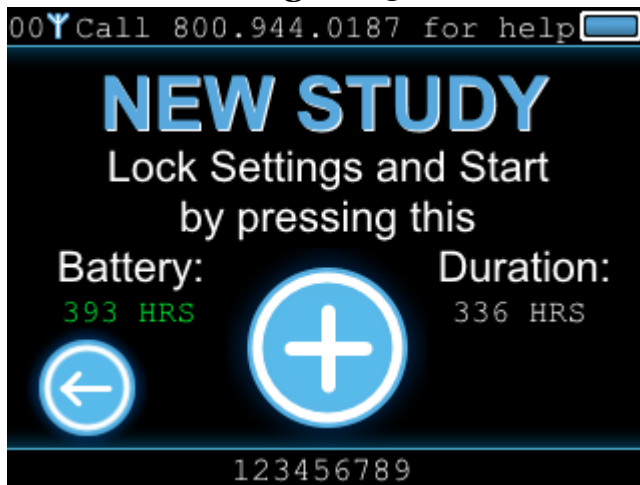 00 Call 800.944.0187 for help
NEW STUDY
Lock Settings and Start
by pressing this
Battery:
393 HRS
Duration:
336 HRS
123456789